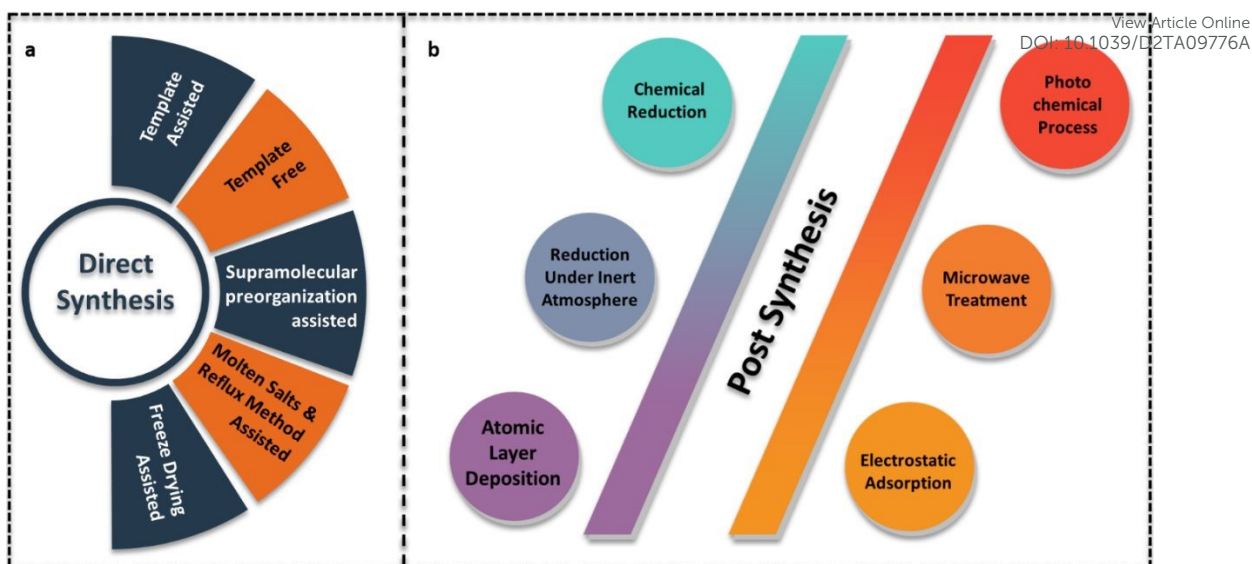 View Article Online
DOI: 10.1039/D2TA09776A
a
Template
Assisted
Template
Free
Supramolecular
preorganization
assisted
Molten Salts &
Reflux Method
Assisted
Freeze Drying
Assisted
Direct
Synthesis
b
Chemical
Reduction
Reduction
Under Inert
Atmosphere
Atomic
Layer
Deposition
Post Synthesis
Photo
chemical
Process
Microwave
Treatment
Electrostatic
Adsorption